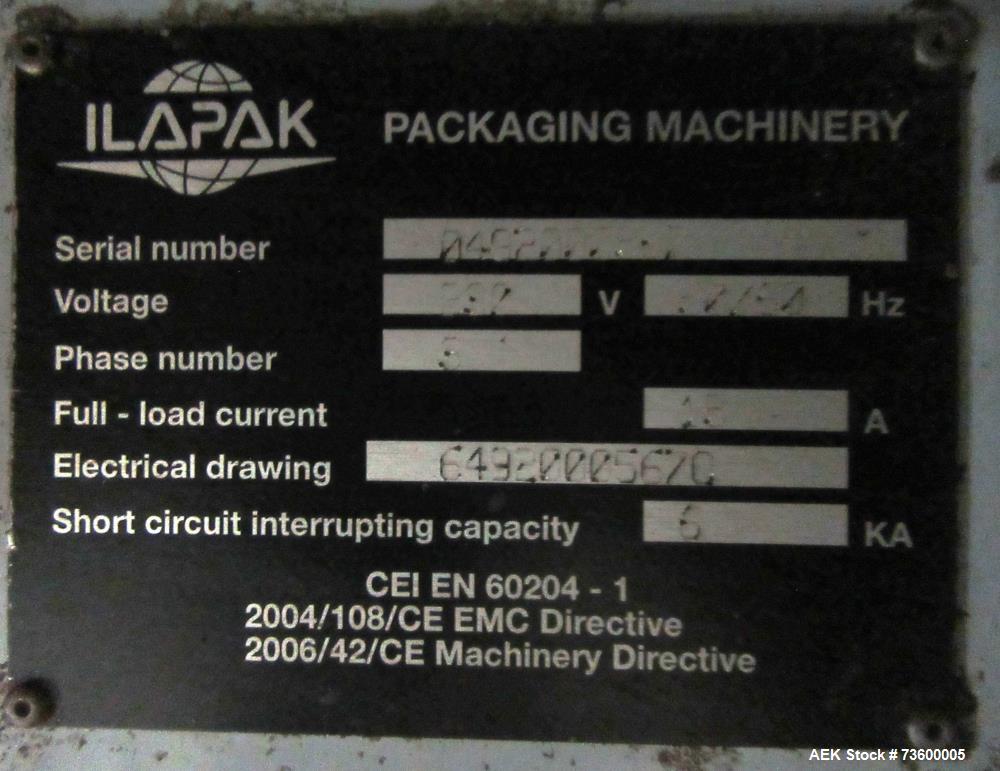 ILAPAK PACKAGING MACHINERY
Serial number
Voltage V Hz
Phase number
Full - load current A
Electrical drawing
Short circuit interrupting capacity 6 KA
CEI EN 60204 - 1
2004/108/CE EMC Directive
2006/42/CE Machinery Directive
AEK Stock # 73600005